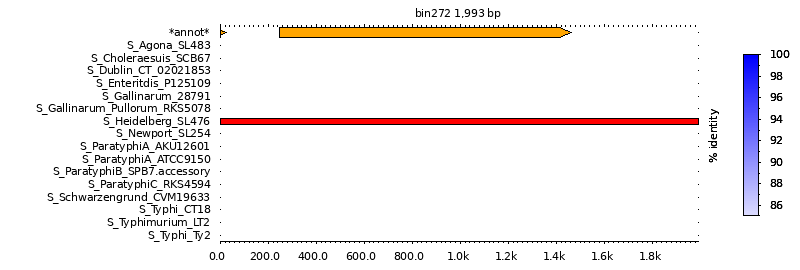 bin272 1,993 bp
*annot*
S_Agona_SL483
S_Choleraesuis_SCB67
S_Dublin_CT_02021853
S_Enteritidis_P125109
S_Gallinarum_28791
S_Gallinarum_Pullorum_RKS5078
S_Heidelberg_SL476
S_Newport_SL254
S_ParatyphiA_AKU12601
S_ParatyphiA_ATCC9150
S_ParatyphiB_SPB7.accessory
S_ParatyphiC_RKS4594
S_Schwarzengrund_CVM19633
S_Typhi_CT18
S_Typhimurium_LT2
S_Typhi_Ty2
0.0 200.0 400.0 600.0 800.0 1.0k 1.2k 1.4k 1.6k 1.8k
% identity
100
98
96
94
92
90
88
86